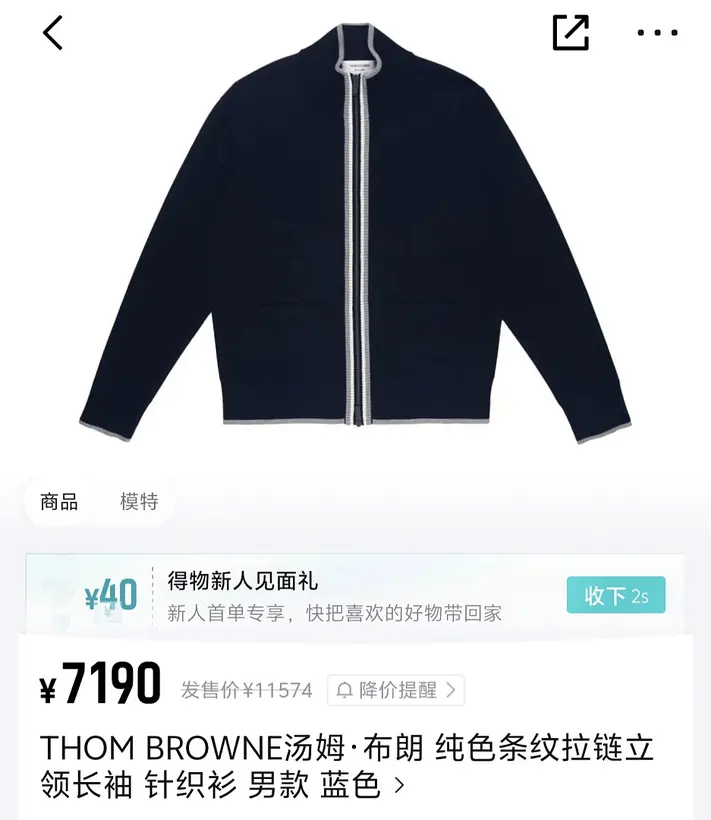 商品 模特
¥40 得物新人见面礼
新人首单专享，快把喜欢的好物带回家
收下 2s
¥7190 发售价¥11574 降价提醒
THOM BROWNE汤姆·布朗 纯色条纹拉链立
领长袖 针织衫 男款 蓝色